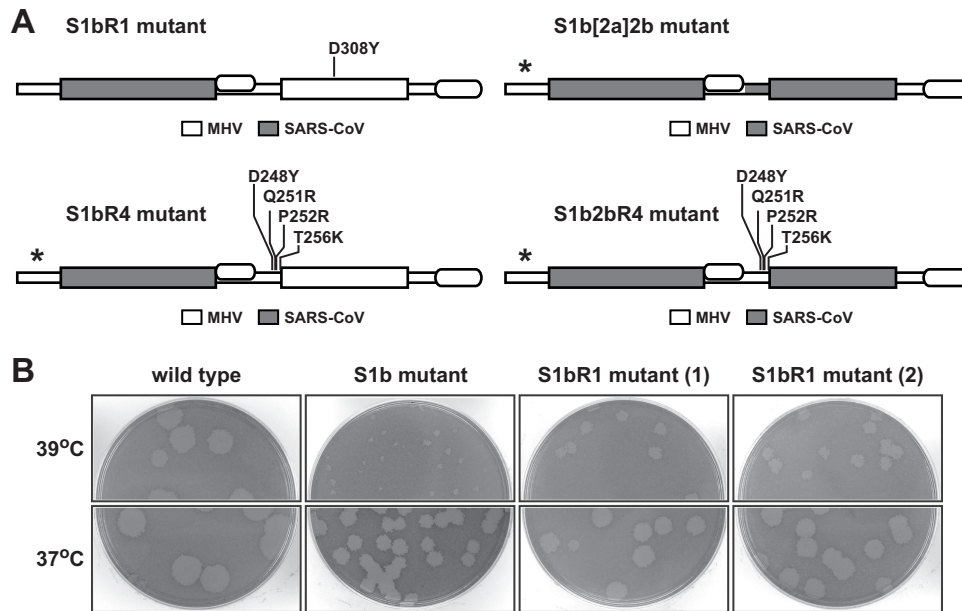 A
S1bR1 mutant
S1b[2a]2b mutant
D308Y
*
MHV SARS-CoV
MHV SARS-CoV
S1bR4 mutant
D248Y
Q251R
P252R
T256K
*
S1b2bR4 mutant
D248Y
Q251R
P252R
T256K
*
MHV SARS-CoV
MHV SARS-CoV
B
wild type S1b mutant S1bR1 mutant (1) S1bR1 mutant (2)
39°C
37°C